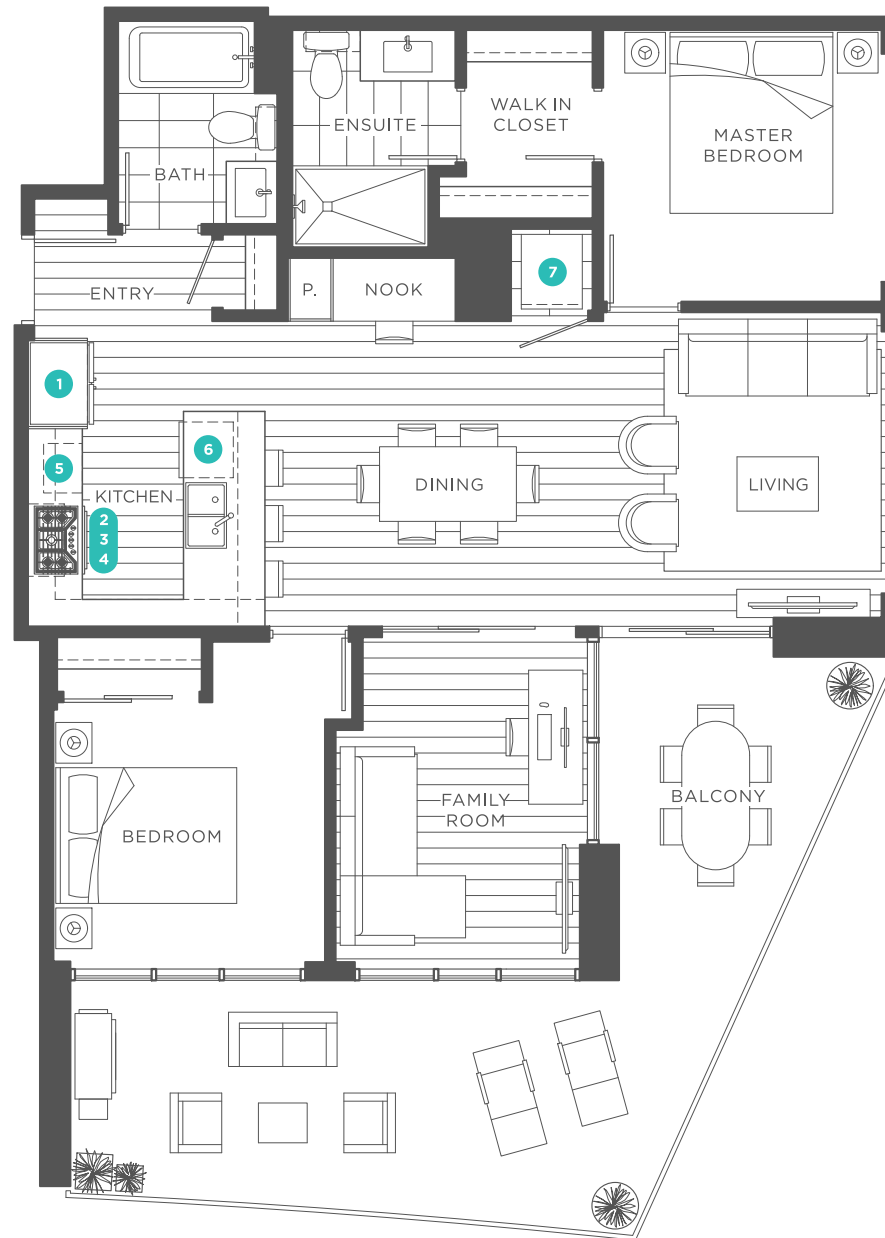 ENSUITE
WALK IN
CLOSET
MASTER
BEDROOM
BATH
ENTRY
P.
NOOK
7
1
5
KITCHEN
2
3
4
6
DINING
LIVING
BEDROOM
FAMILY
ROOM
BALCONY